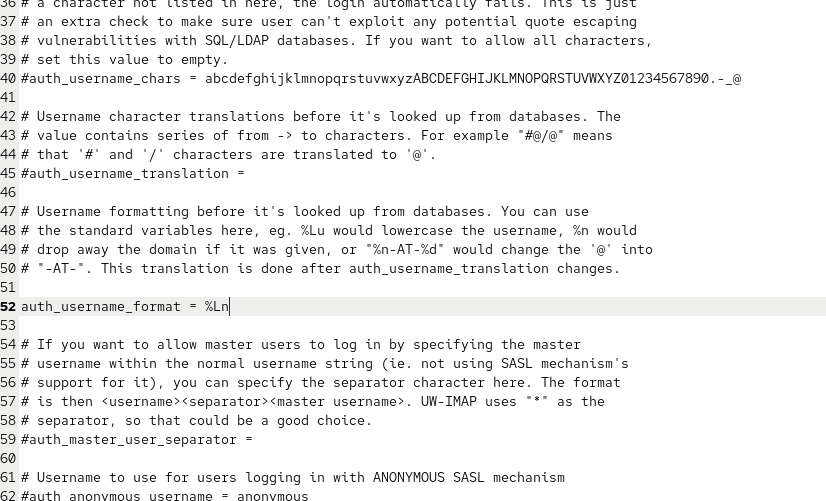 36 # a character not listed in here, the login automatically fails. This is just
37 # an extra check to make sure user can't exploit any potential quote escaping
38 # vulnerabilities with SQL/LDAP databases. If you want to allow all characters,
39 # set this value to empty.
40 #auth_username_chars = abcdefghijklmnopqrstuvwxyzABCDEFGHIJKLMNOPQRSTUVWXYZ01234567890.-_@
41
42 # Username character translations before it's looked up from databases. The
43 # value contains series of from -> to characters. For example "#@/@" means
44 # that '#' and '/' characters are translated to '@'.
45 #auth_username_translation =
46
47 # Username formatting before it's looked up from databases. You can use
48 # the standard variables here, eg. %Lu would lowercase the username, %n would
49 # drop away the domain if it was given, or "%n-AT-%d" would change the '@' into
50 # "-AT-". This translation is done after auth_username_translation changes.
51
52 auth_username_format = %Ln
53
54 # If you want to allow master users to log in by specifying the master
55 # username within the normal username string (ie. not using SASL mechanism's
56 # support for it), you can specify the separator character here. The format
57 # is then <username><separator><master username>. UW-IMAP uses "*" as the
58 # separator, so that could be a good choice.
59 #auth_master_user_separator =
60
61 # Username to use for users logging in with ANONYMOUS SASL mechanism
62 #auth_anonymous_username = anonymous